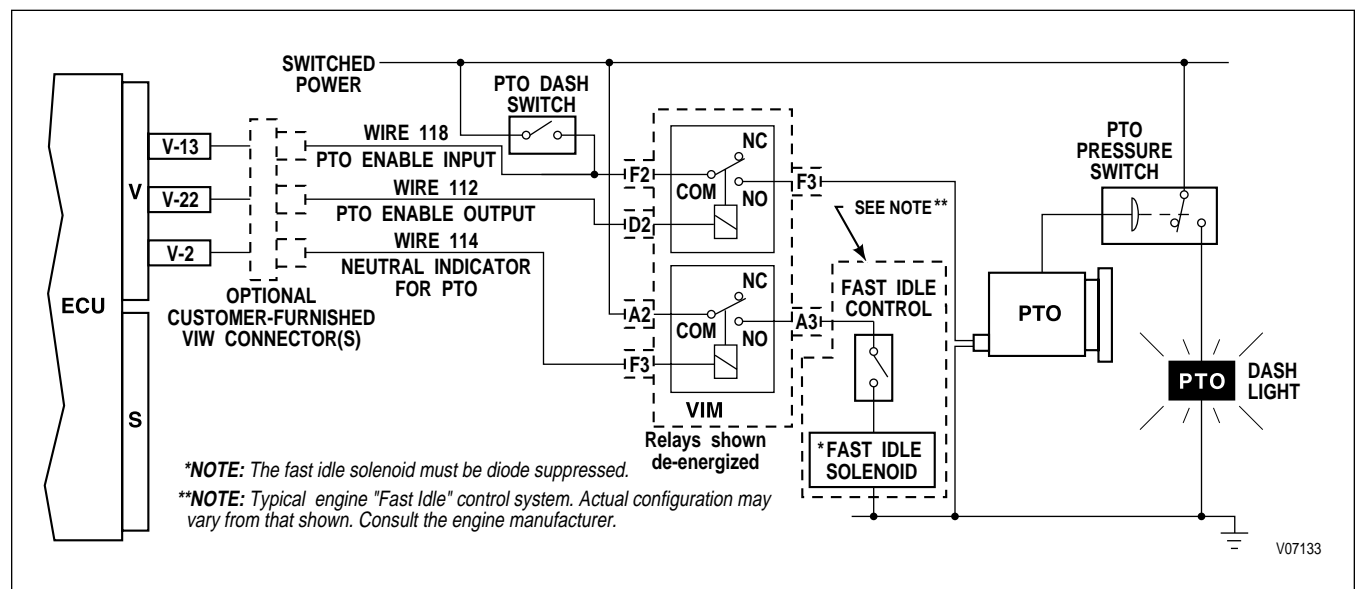 SWITCHED
POWER
PTO DASH
SWITCH
V-13
WIRE 118
PTO ENABLE INPUT
V
V-22
WIRE 112
PTO ENABLE OUTPUT
V-2
WIRE 114
NEUTRAL INDICATOR
FOR PTO
ECU
S
OPTIONAL
CUSTOMER-FURNISHED
VIW CONNECTOR(S)
F2
COM
NC
NO
F3
D2
A2
COM
NC
NO
A3
F3
VIM
Relays shown
de-energized
SEE NOTE**
FAST IDLE
CONTROL
*FAST IDLE
SOLENOID
PTO
PTO
PRESSURE
SWITCH
PTO
DASH
LIGHT
*NOTE: The fast idle solenoid must be diode suppressed.
**NOTE: Typical engine "Fast Idle" control system. Actual configuration may
vary from that shown. Consult the engine manufacturer.
V07133